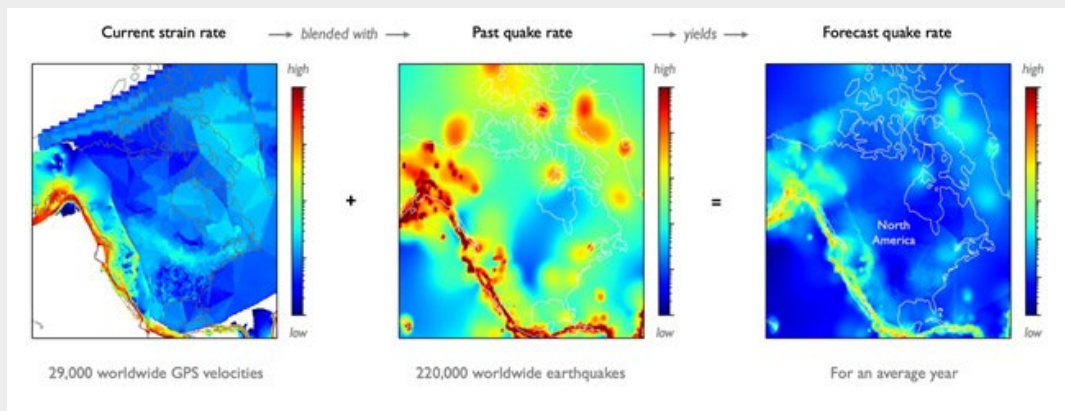 Current strain rate → blended with → Past quake rate → yields → Forecast quake rate
high high high
+ =
North
America
low low low
29,000 worldwide GPS velocities 220,000 worldwide earthquakes For an average year